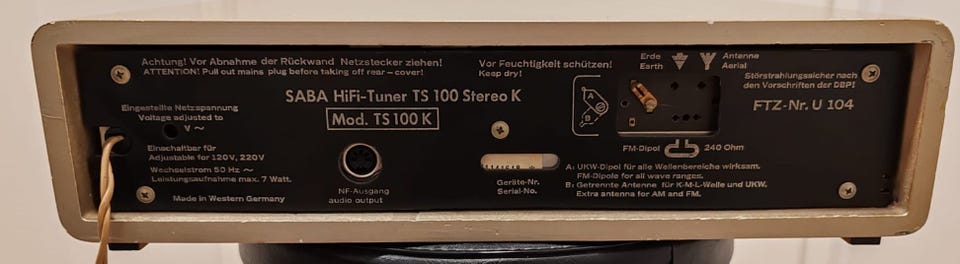 Achtung! Vor Abnahme der Rückwand Netzstecker ziehen!
ATTENTION! Pull out mains plug before taking off rear – cover!
Vor Feuchtigkeit schützen!
Keep dry!
Erde
Earth
Antenne
Aerial
Störstrahlungssicher nach
den Vorschriften der DBP!
FTZ-Nr. U 104
Eingestellte Netzspannung
Voltage adjusted to
V ~
SABA HiFi-Tuner TS 100 Stereo K
Mod. TS 100 K
A
B
Einschaltber für
Adjustable for 120V, 220V
Wechselstrom 50 Hz ~
Leistungsaufnahme max. 7 Watt.
Made in Western Germany
NF-Ausgang
audio output
Geräte-Nr.
Serial-No.
FM-Dipol
240 Ohm
A: UKW-Dipol für alle Wellenbereiche wirksam.
FM-Dipole for all wave ranges.
B: Getrennte Antenne für K-M-L-Welle und UKW.
Extra antenna for AM and FM.